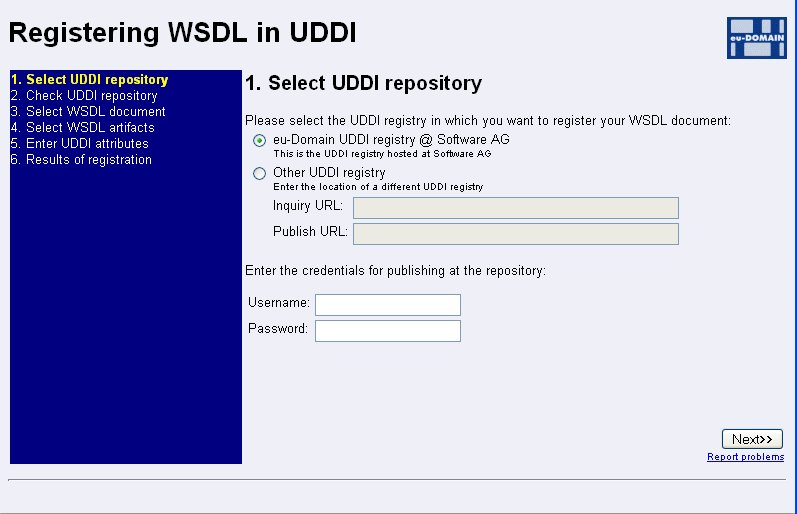 Registering WSDL in UDDI
eu-DOMAIN
1. Select UDDI repository
2. Check UDDI repository
3. Select WSDL document
4. Select WSDL artifacts
5. Enter UDDI attributes
6. Results of registration
1. Select UDDI repository
Please select the UDDI registry in which you want to register your WSDL document:
eu-Domain UDDI registry @ Software AG
This is the UDDI registry hosted at Software AG
Other UDDI registry
Enter the location of a different UDDI registry
Inquiry URL:
Publish URL:
Enter the credentials for publishing at the repository:
Username:
Password:
Next>>
Report problems